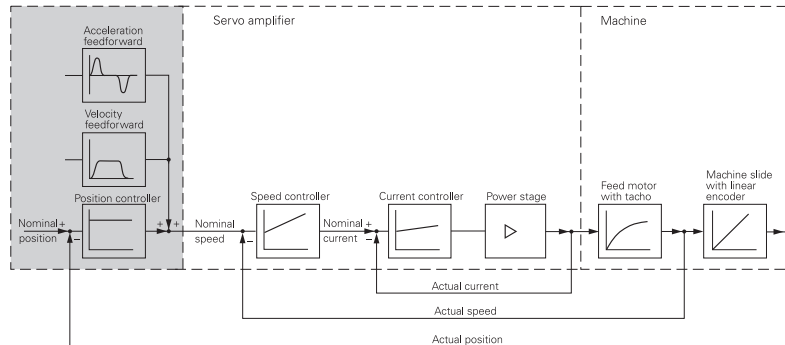 Servo amplifier
Machine
Acceleration
feedforward
Velocity
feedforward
Position controller
Nominal +
position
−
+ +
Nominal
speed
−
Speed controller
Nominal +
current
−
Current controller
Power stage
Feed motor
with tacho
Machine slide
with linear
encoder
Actual current
Actual speed
Actual position